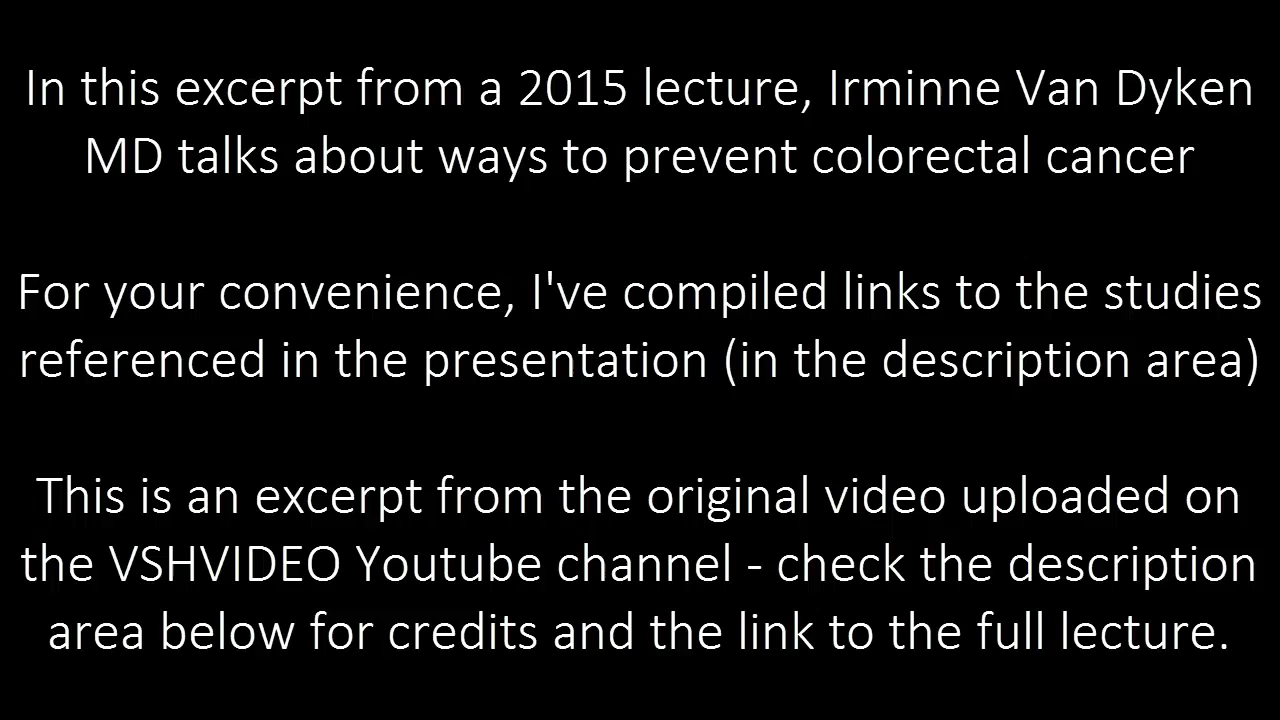 In this excerpt from a 2015 lecture, Irminne Van Dyken
MD talks about ways to prevent colorectal cancer
For your convenience, I've compiled links to the studies
referenced in the presentation (in the description area)
This is an excerpt from the original video uploaded on
the VSHVIDEO Youtube channel - check the description
area below for credits and the link to the full lecture.